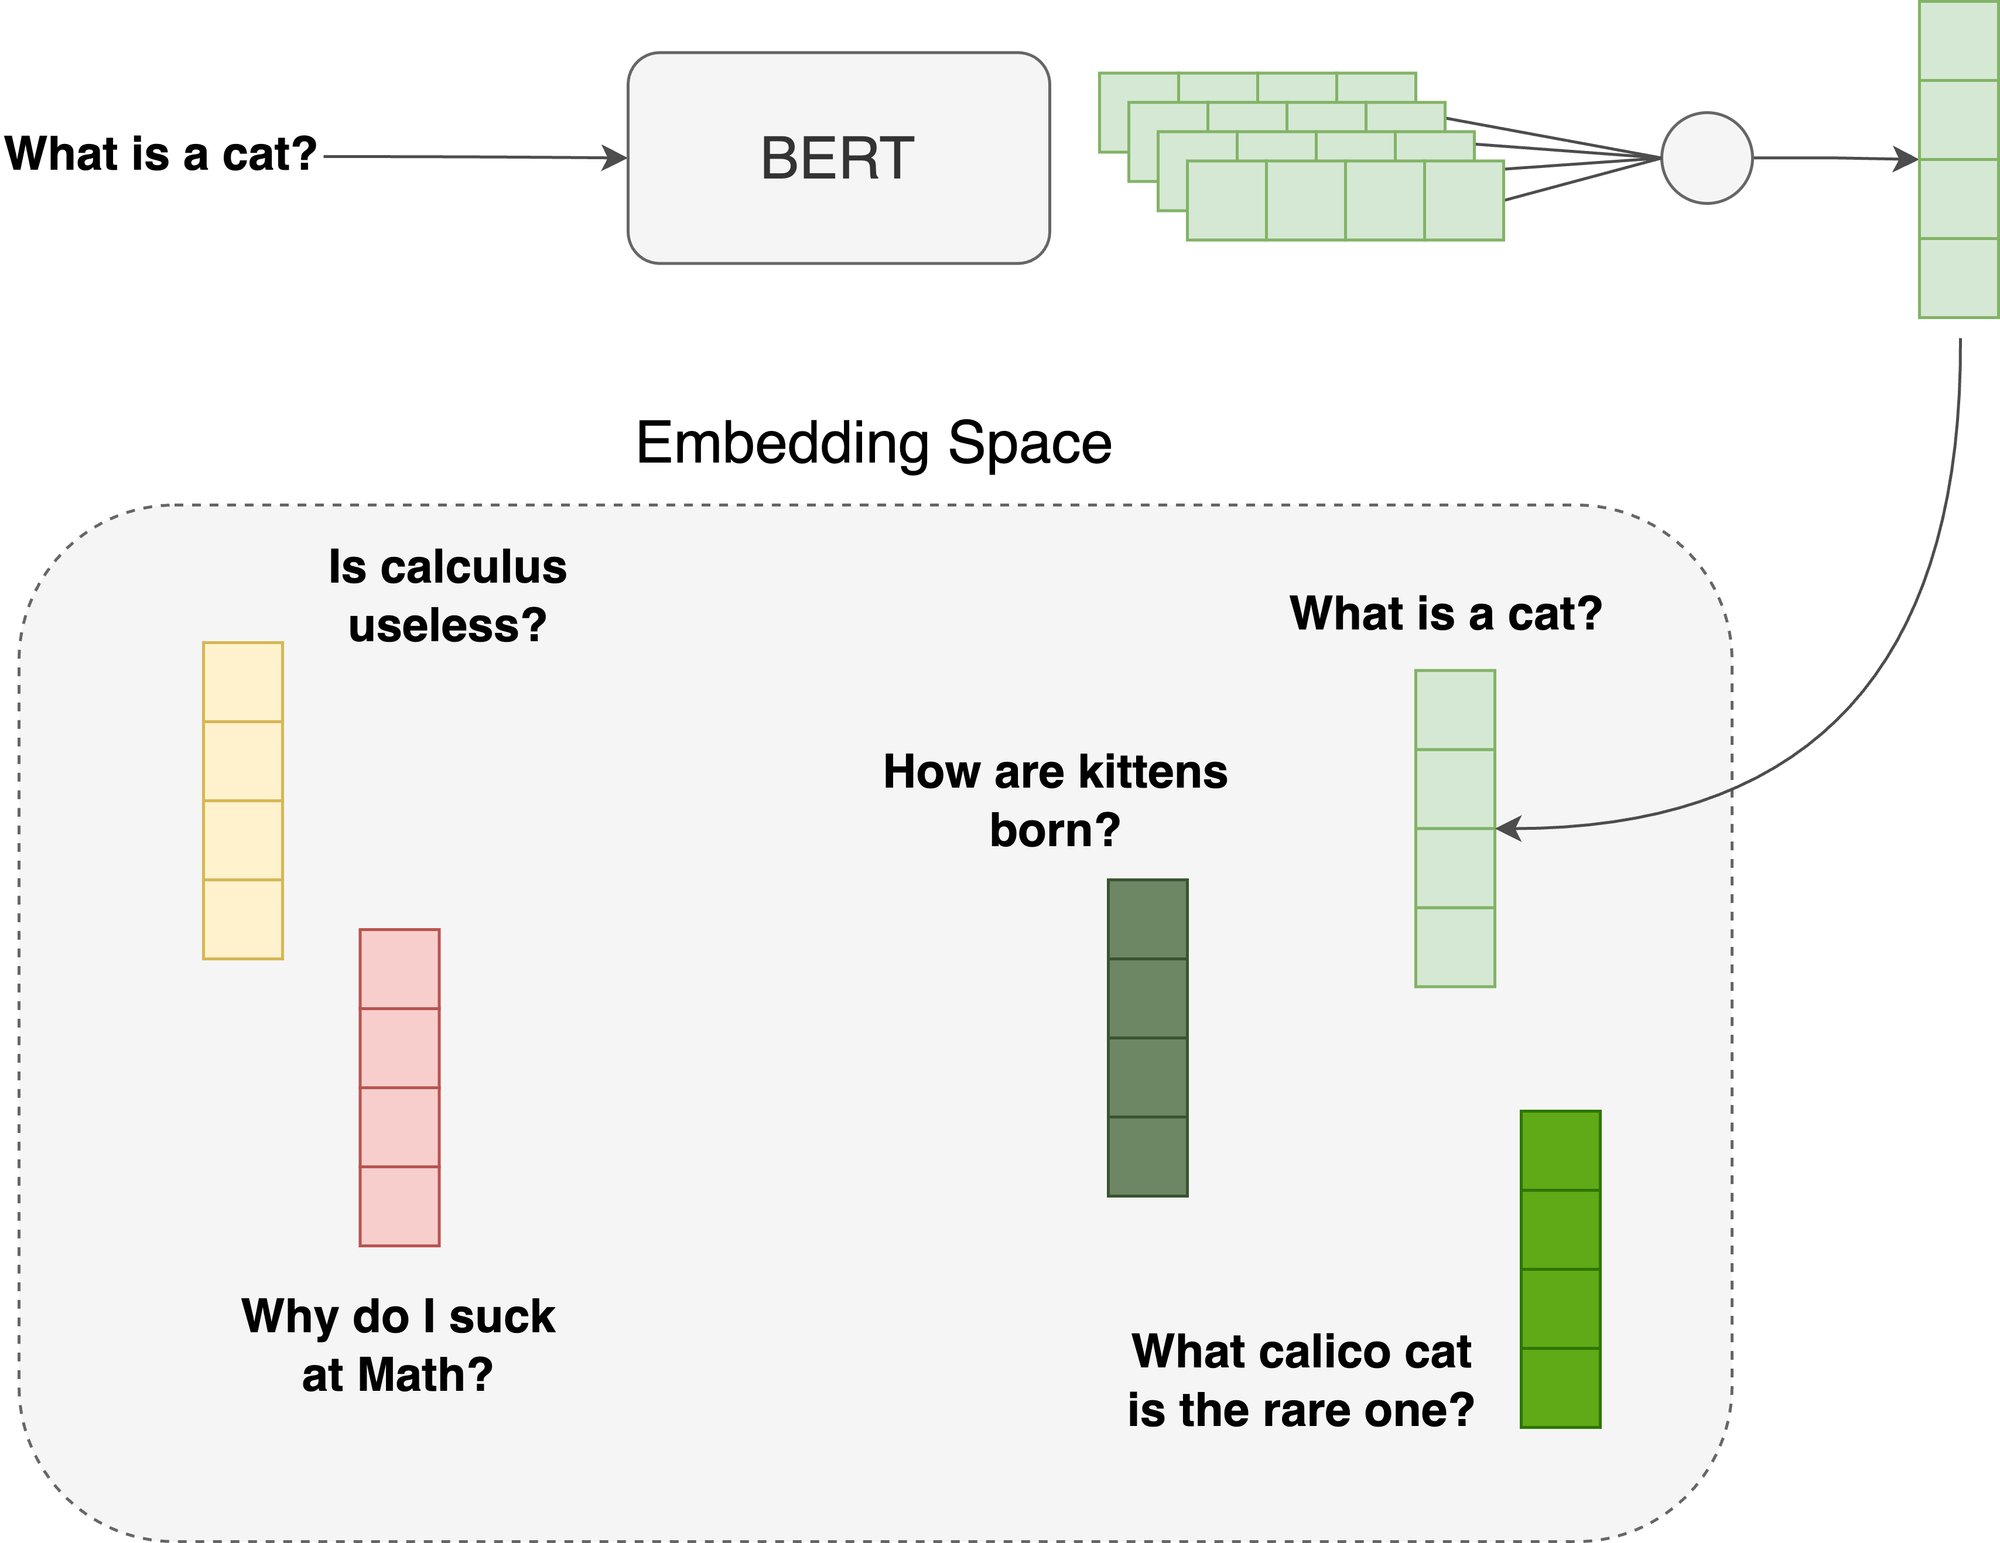 What is a cat?
BERT
Embedding Space
Is calculus
useless?
What is a cat?
How are kittens
born?
Why do I suck
at Math?
What calico cat
is the rare one?